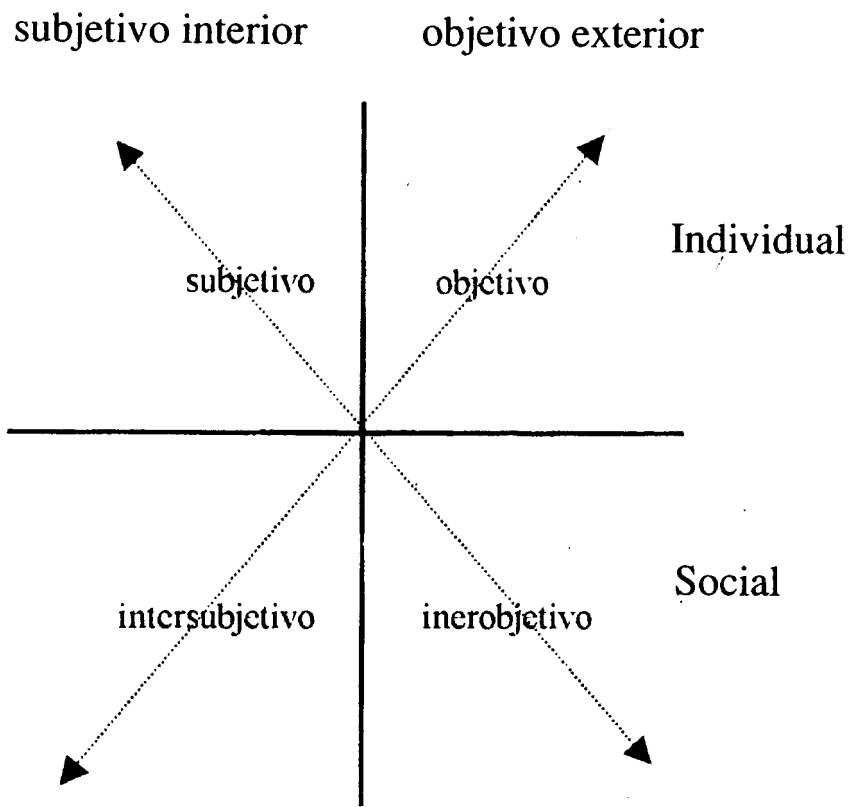 subjetivo interior
objetivo exterior
Individual
subjetivo
objetivo
Social
intersubjetivo
inerobjetivo